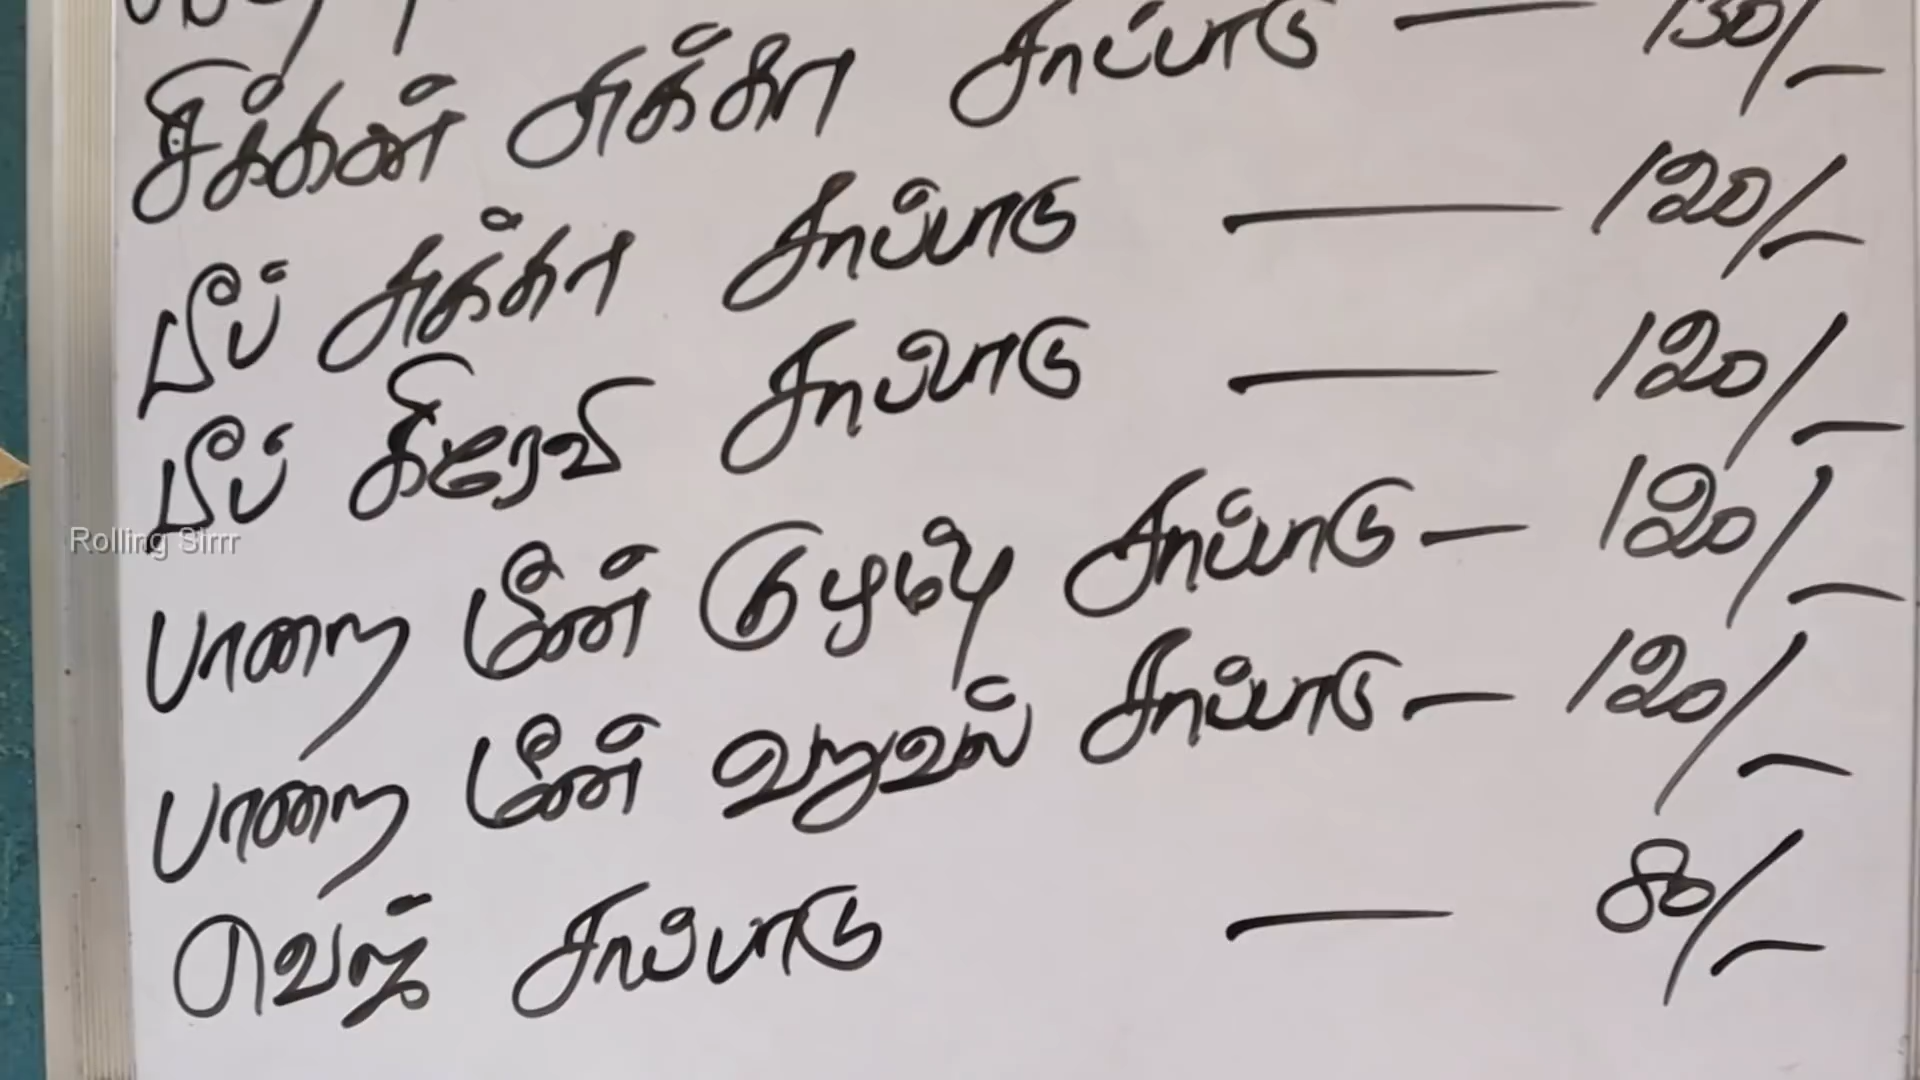 சிக்கன் சுக்கா சாப்பாடு — 130/-
பீப் சுக்கா சாப்பாடு — 120/-
பீப் கிரேவி சாப்பாடு — 120/-
பாறை மீன் குழம்பு சாப்பாடு — 120/-
பாறை மீன் வறுவல் சாப்பாடு — 120/-
வெஜ் சாப்பாடு — 80/-
Rolling Sirrr